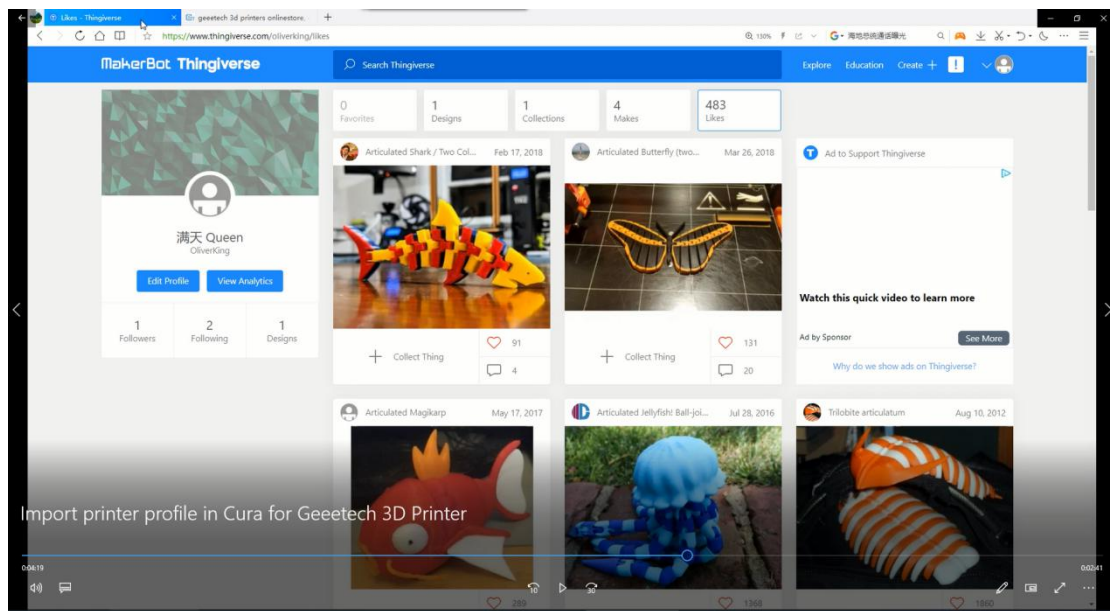 Likes - Thingiverse
geeetech 3d printers onlinestore,
https://www.thingiverse.com/oliverking/likes
150%
MakerBot Thingiverse
Search Thingiverse
Explore Education Create +
0
Favorites
1
Designs
1
Collections
4
Makes
483
Likes
满天 Queen
OliverKing
Edit Profile
View Analytics
1
Followers
2
Following
1
Designs
Articulated Shark / Two Col...
Feb 17, 2018
Collect Thing
91
4
Articulated Butterfly (two...
Mar 26, 2018
Collect Thing
131
20
Ad to Support Thingiverse
Watch this quick video to learn more
Ad by Sponsor
See More
Why do we show ads on Thingiverse?
Articulated Magikarp
May 17, 2017
289
Articulated Jellyfish! Ball-joi...
Jul 28, 2016
1368
Trilobite articulatum
Aug 10, 2012
1860
Import printer profile in Cura for Geeetech 3D Printer
0:04:19
0:02:41
10
30